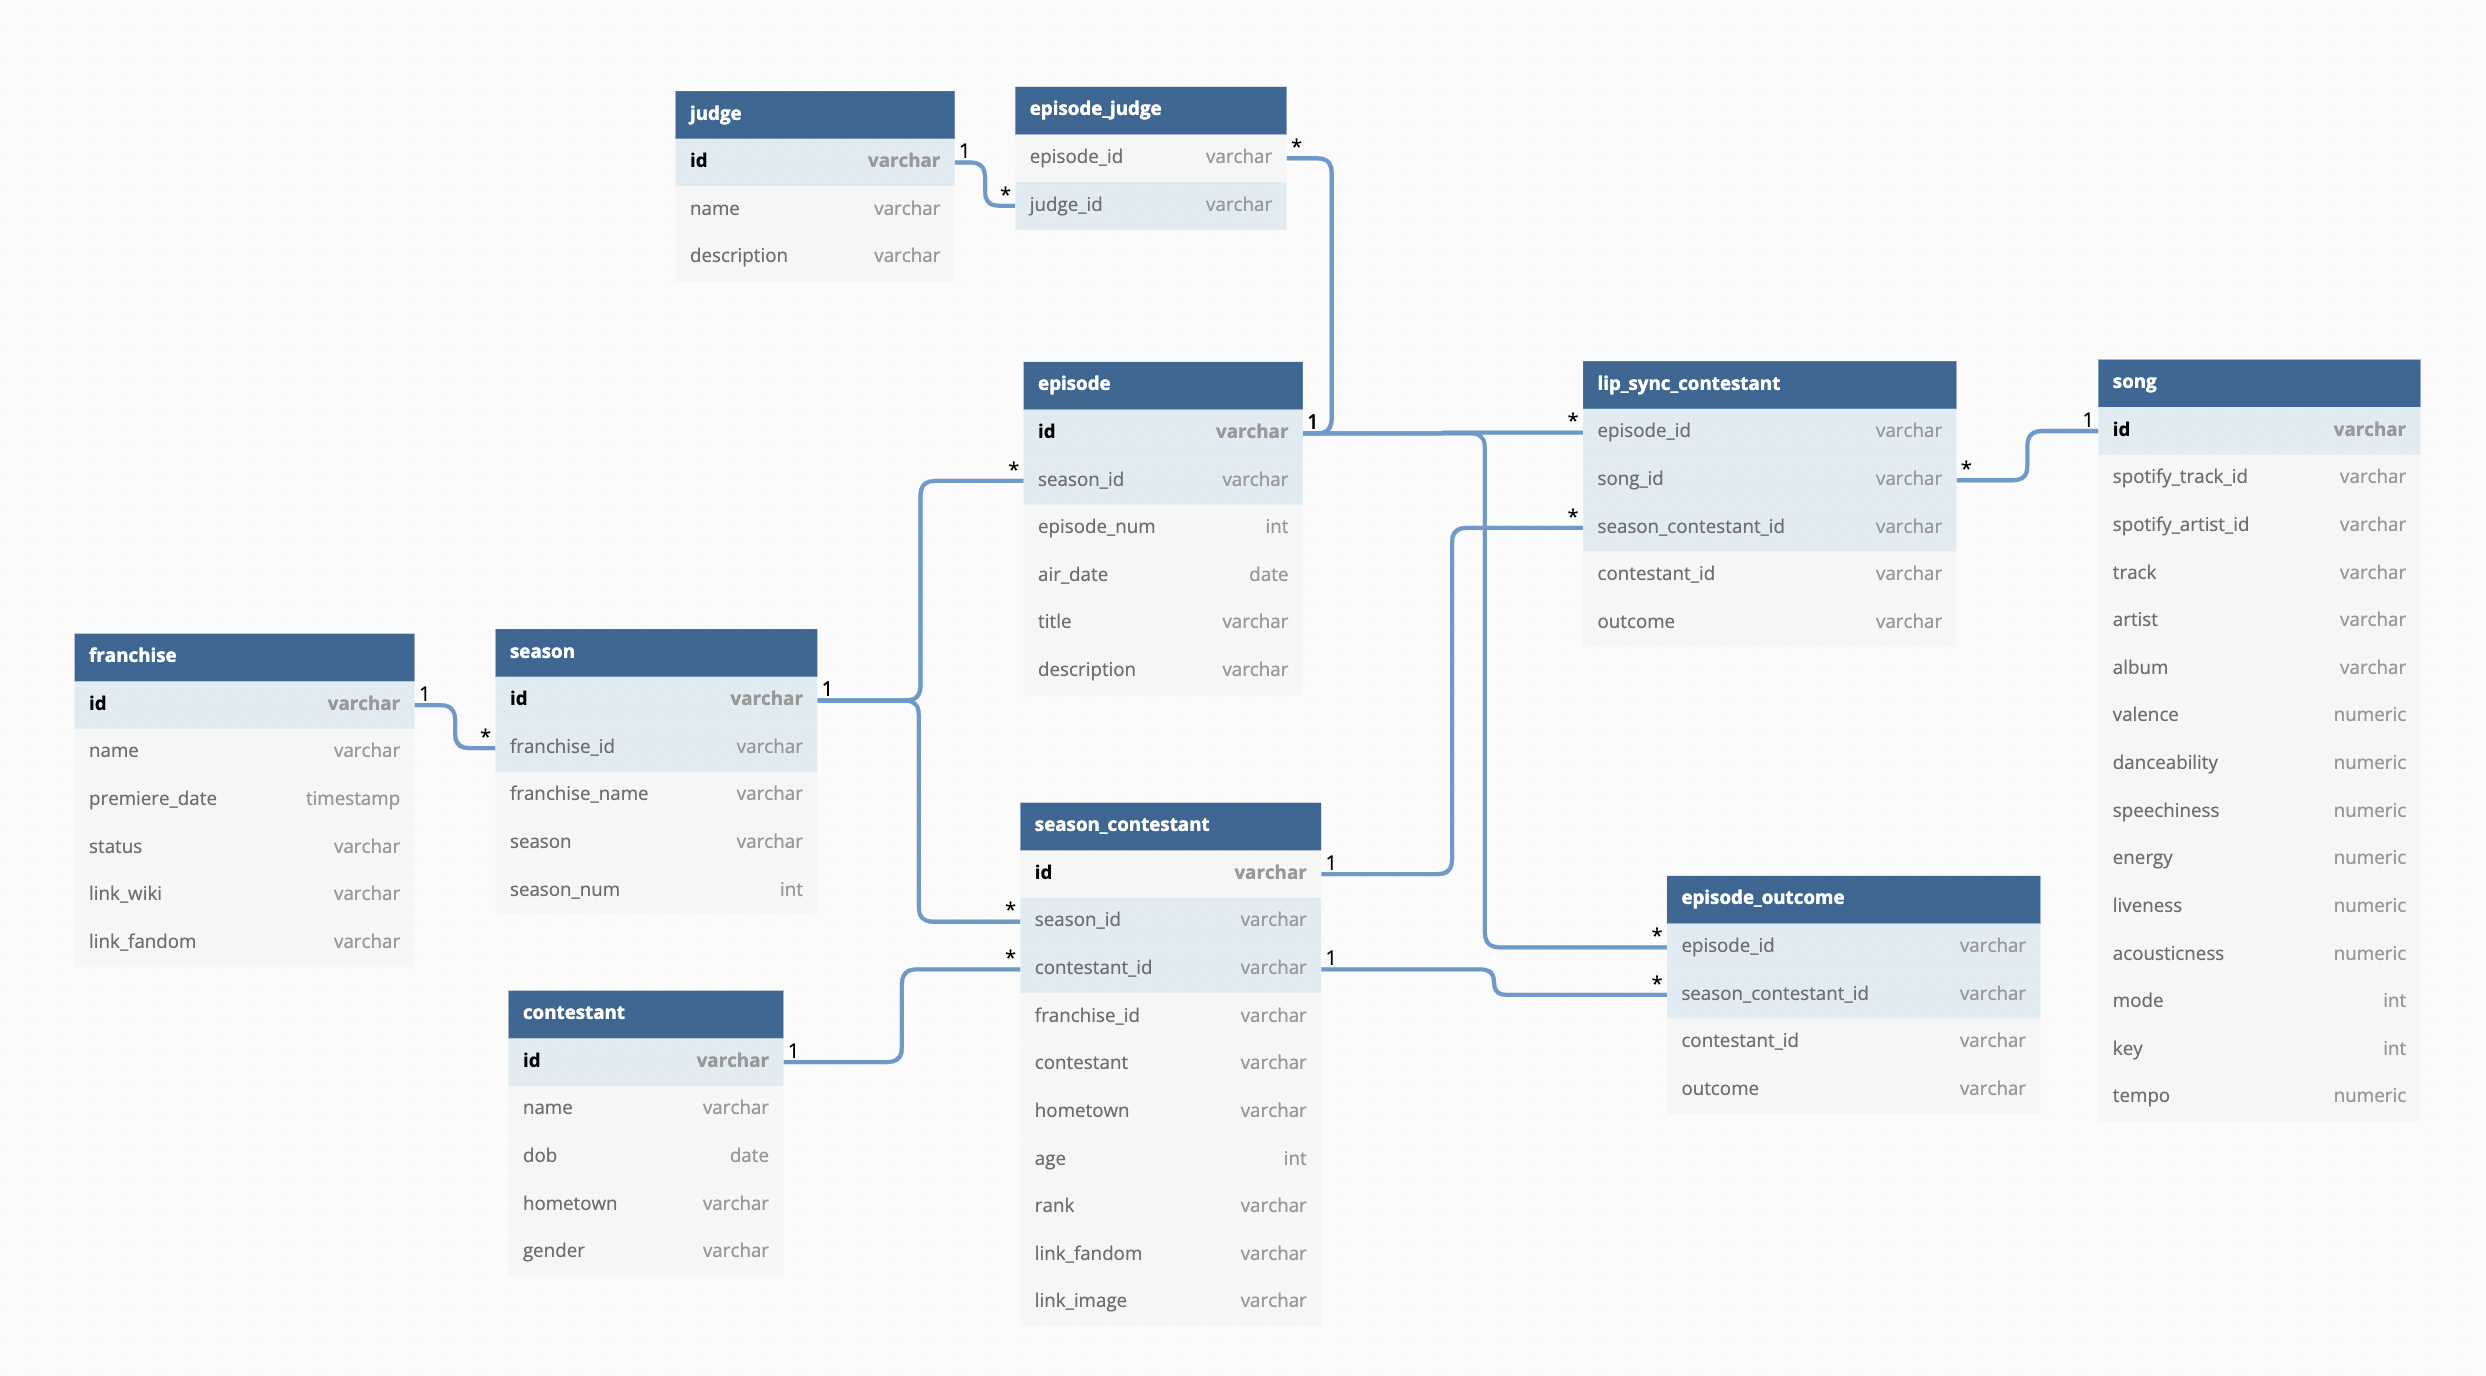 judge
id varchar
name varchar
description varchar
episode_judge
episode_id varchar
judge_id varchar
1
*
*
episode
id varchar
season_id varchar
episode_num int
air_date date
title varchar
description varchar
1
*
lip_sync_contestant
episode_id varchar
song_id varchar
season_contestant_id varchar
contestant_id varchar
outcome varchar
*
*
*
song
id varchar
spotify_track_id varchar
spotify_artist_id varchar
track varchar
artist varchar
album varchar
valence numeric
danceability numeric
speechiness numeric
energy numeric
liveness numeric
acousticness numeric
mode int
key int
tempo numeric
1
franchise
id varchar
name varchar
premiere_date timestamp
status varchar
link_wiki varchar
link_fandom varchar
1
*
season
id varchar
franchise_id varchar
franchise_name varchar
season varchar
season_num int
1
season_contestant
id varchar
season_id varchar
contestant_id varchar
franchise_id varchar
contestant varchar
hometown varchar
age int
rank varchar
link_fandom varchar
link_image varchar
*
*
1
1
contestant
id varchar
name varchar
dob date
hometown varchar
gender varchar
1
episode_outcome
episode_id varchar
season_contestant_id varchar
contestant_id varchar
outcome varchar
*
*